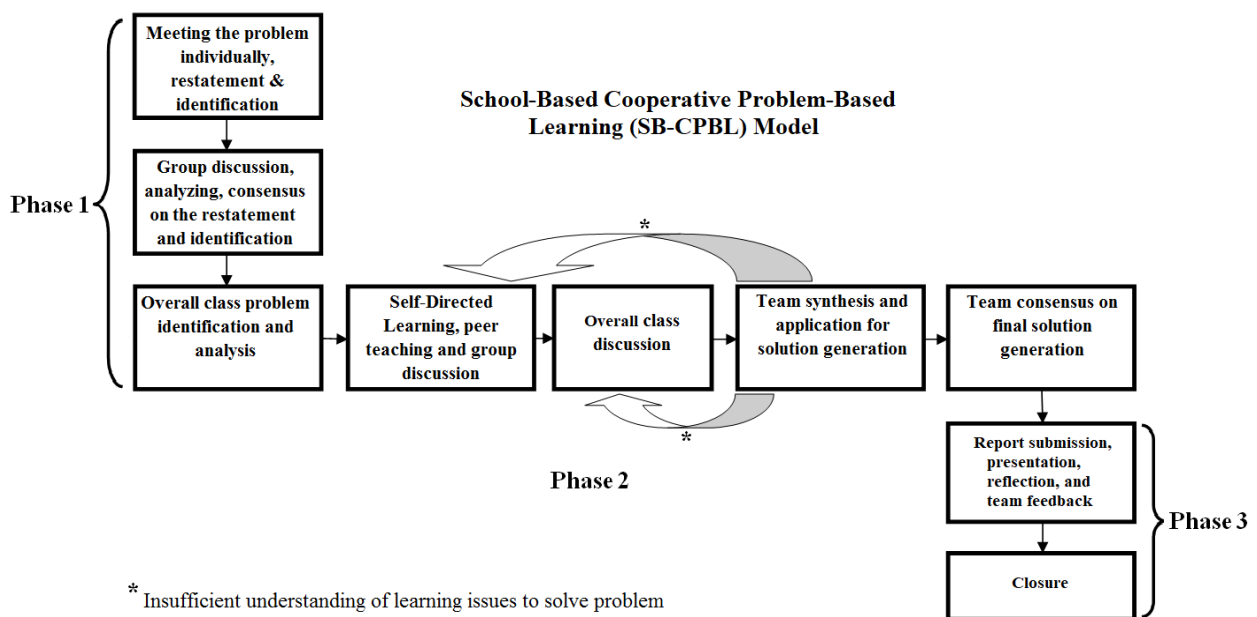 Meeting the problem
individually,
restatement &
identification
School-Based Cooperative Problem-Based
Learning (SB-CPBL) Model
Phase 1
Group discussion,
analyzing, consensus
on the restatement
and identification
*
Overall class problem
identification and
analysis
Self-Directed
Learning, peer
teaching and group
discussion
Overall class
discussion
Team synthesis and
application for
solution generation
Team consensus on
final solution
generation
*
Phase 2
Report submission,
presentation,
reflection, and
team feedback
Phase 3
Closure
* Insufficient understanding of learning issues to solve problem